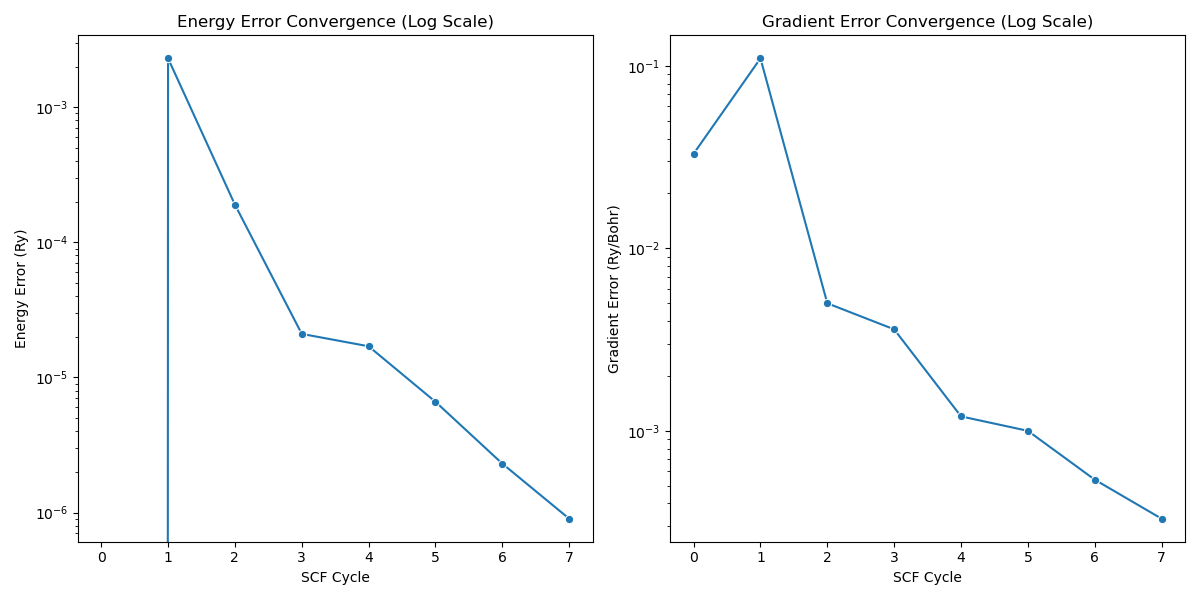 Energy Error Convergence (Log Scale)
Energy Error (Ry)
10⁻³
10⁻⁴
10⁻⁵
10⁻⁶
0 1 2 3 4 5 6 7
SCF Cycle
Gradient Error Convergence (Log Scale)
Gradient Error (Ry/Bohr)
10⁻¹
10⁻²
10⁻³
0 1 2 3 4 5 6 7
SCF Cycle